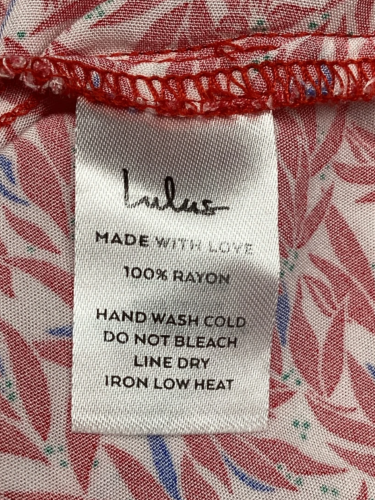 Lulus
MADE WITH LOVE
100% RAYON
HAND WASH COLD
DO NOT BLEACH
LINE DRY
IRON LOW HEAT